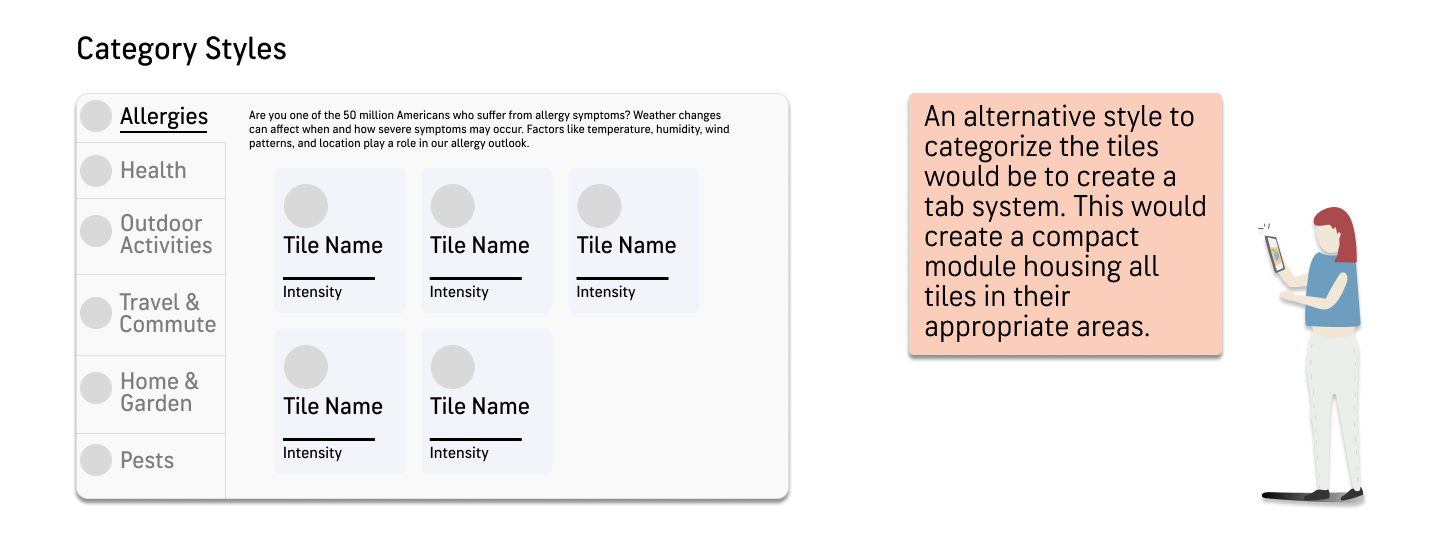 Category Styles
Allergies
Health
Outdoor
Activities
Travel &
Commute
Home &
Garden
Pests
Are you one of the 50 million Americans who suffer from allergy symptoms? Weather changes
can affect when and how severe symptoms may occur. Factors like temperature, humidity, wind
patterns, and location play a role in our allergy outlook.
Tile Name
Intensity
Tile Name
Intensity
Tile Name
Intensity
Tile Name
Intensity
Tile Name
Intensity
An alternative style to
categorize the tiles
would be to create a
tab system. This would
create a compact
module housing all
tiles in their
appropriate areas.